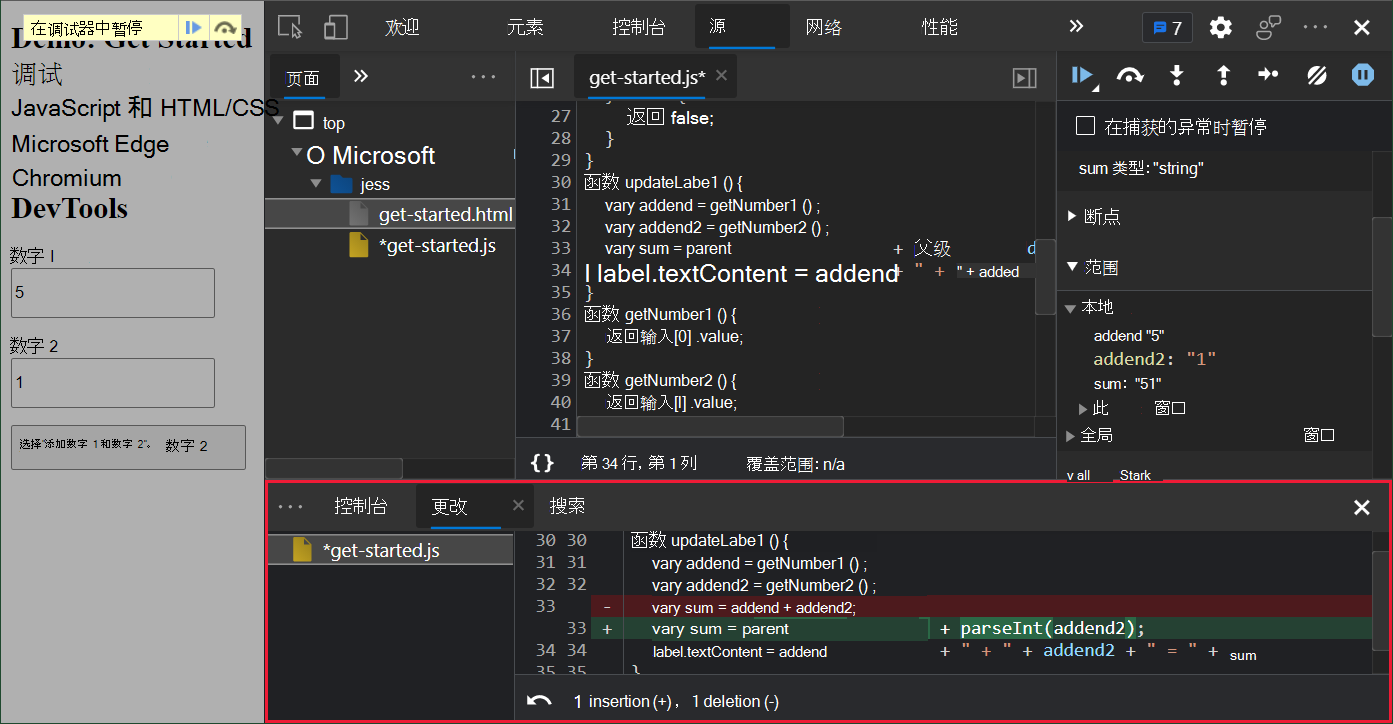 在调试器中暂停
Demo: Get Started
调试
JavaScript 和 HTML/CSS
Microsoft Edge
Chromium
DevTools
数字 l
5
数字 2
1
选择"添加数字 1 和数字 2"。 数字 2
欢迎 元素 控制台 源 网络 性能 7
页面
top
O Microsoft
jess
get-started.html
*get-started.js
get-started.js*
27 返回 false;
28 }
29 }
30 函数 updateLabe1 () {
31 vary addend = getNumber1 () ;
32 vary addend2 = getNumber2 () ;
33 vary sum = parent + 父级 d
34 l label.textContent = addend + " + " + added
35 }
36 函数 getNumber1 () {
37 返回输入[0] .value;
38 }
39 函数 getNumber2 () {
40 返回输入[l] .value;
41
{} 第 34 行, 第 1 列 覆盖范围: n/a
在捕获的异常时暂停
sum 类型: "string"
断点
范围
本地
addend "5"
addend2: "1"
sum: "51"
此 窗口
全局 窗口
v all Stark
控制台 更改 搜索
*get-started.js
30 30 函数 updateLabe1 () {
31 31 vary addend = getNumber1 () ;
32 32 vary addend2 = getNumber2 () ;
33 - vary sum = addend + addend2;
33 + vary sum = parent + parseInt(addend2);
34 34 label.textContent = addend + " + " + addend2 + " = " + sum
35 35 }
1 insertion (+) , 1 deletion (-)